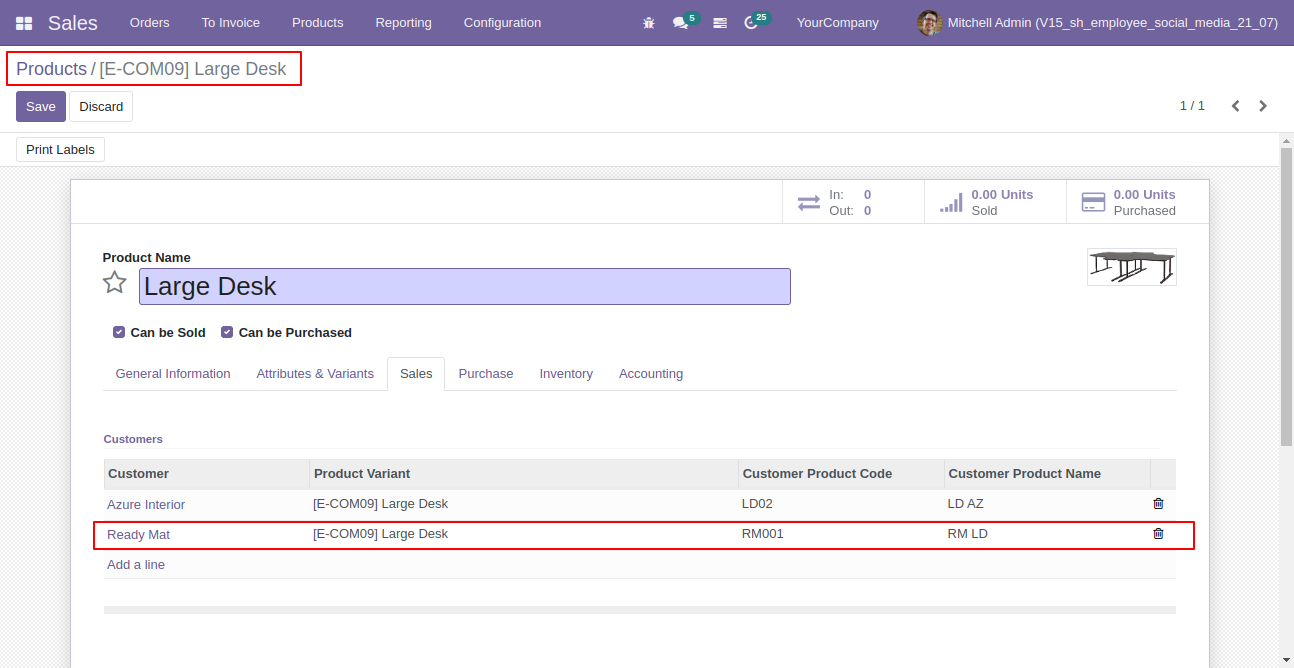 Sales Orders To Invoice Products Reporting Configuration 5 25 YourCompany Mitchell Admin (V15_sh_employee_social_media_21_07)
Products / [E-COM09] Large Desk
Save Discard 1 / 1
Print Labels
In: 0 0.00 Units 0.00 Units
Out: 0 Sold Purchased
Product Name
Large Desk
Can be Sold Can be Purchased
General Information Attributes & Variants Sales Purchase Inventory Accounting
Customers
Customer Product Variant Customer Product Code Customer Product Name
Azure Interior [E-COM09] Large Desk LD02 LD AZ
Ready Mat [E-COM09] Large Desk RM001 RM LD
Add a line